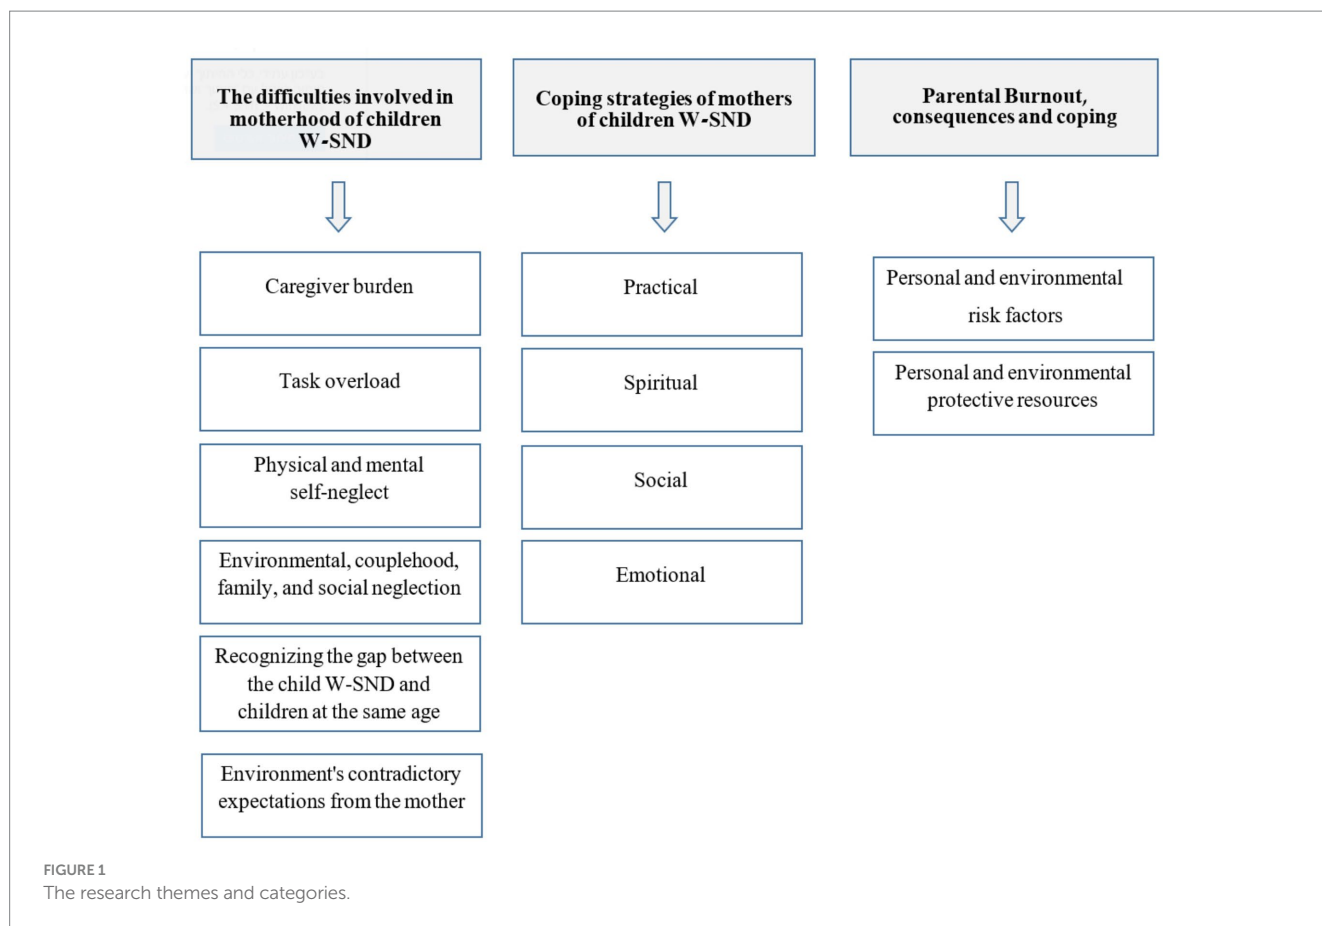 The difficulties involved in
motherhood of children
W-SND
Caregiver burden
Task overload
Physical and mental
self-neglect
Environmental, couplehood,
family, and social neglection
Recognizing the gap between
the child W-SND and
children at the same age
Environment's contradictory
expectations from the mother
Coping strategies of mothers
of children W-SND
Practical
Spiritual
Social
Emotional
Parental Burnout,
consequences and coping
Personal and environmental
risk factors
Personal and environmental
protective resources
FIGURE 1
The research themes and categories.